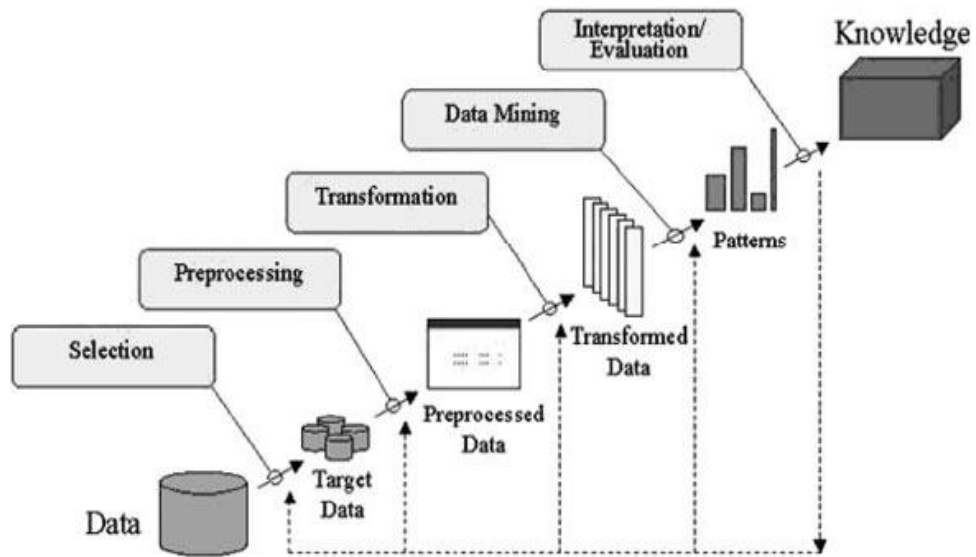 Interpretation/
Evaluation
Knowledge
Data Mining
Transformation
Patterns
Preprocessing
Transformed
Data
Selection
Preprocessed
Data
Target
Data
Data